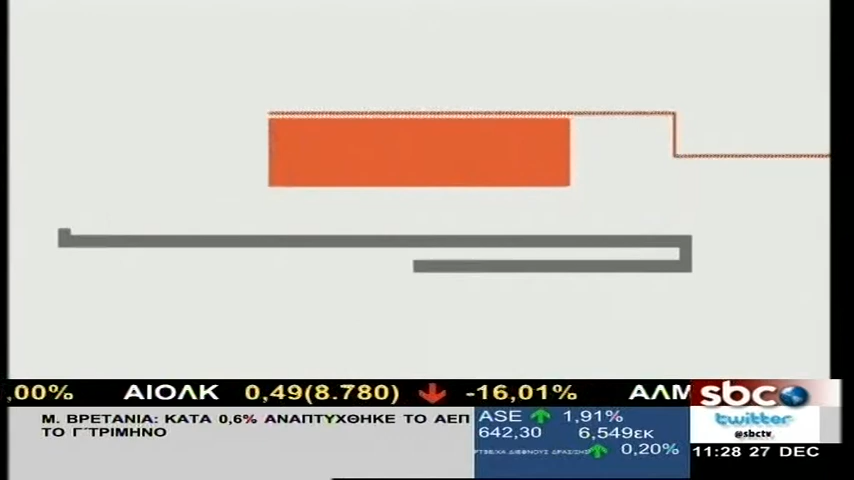 ,00% ΑΙΟΛΚ 0,49(8.780) -16,01% ΑΛΜ
sbc
twitter
@sbctv
11:28 27 DEC
Μ. ΒΡΕΤΑΝΙΑ: ΚΑΤΑ 0,6% ΑΝΑΠΤΥΧΘΗΚΕ ΤΟ ΑΕΠ
ΤΟ Γ΄ΤΡΙΜΗΝΟ
ASE 1,91%
642,30 6,549εκ
0,20%